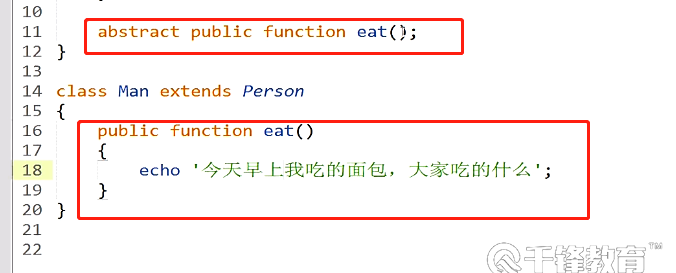 10
11 abstract public function eat();
12 }
13
14 class Man extends Person
15 {
16 public function eat()
17 {
18 echo '今天早上我吃的面包，大家吃的什么';
19 }
20 }
21
22
千锋教育™